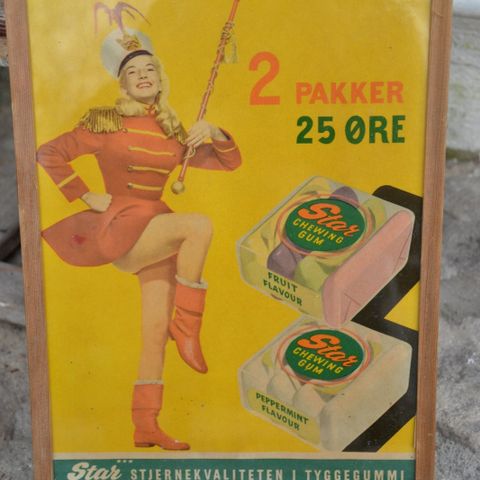 2 PAKKER
25 ØRE
Star
CHEWING
GUM
FRUIT
FLAVOUR
Star
CHEWING
GUM
PEPPERMINT
FLAVOUR
Star STJERNEKVALITETEN I TYGGEGUMMI